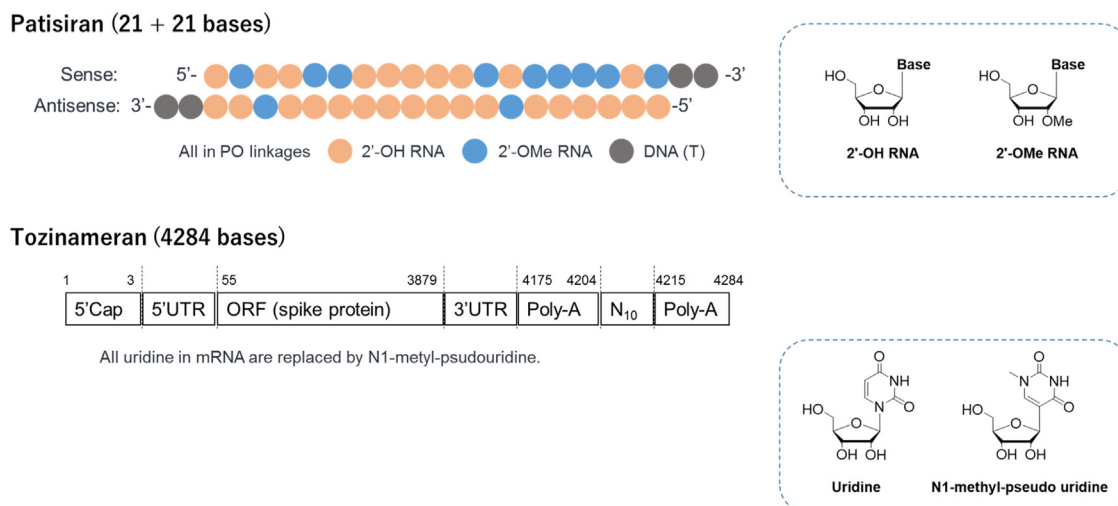 Patisiran (21 + 21 bases)
Sense: 5'- -3'
Antisense: 3'- -5'
All in PO linkages 2'-OH RNA 2'-OMe RNA DNA (T)
HO O Base
OH OH
2'-OH RNA
HO O Base
OH OMe
2'-OMe RNA
Tozinameran (4284 bases)
1 3 55 3879 4175 4204 4215 4284
5'Cap 5'UTR ORF (spike protein) 3'UTR Poly-A N10 Poly-A
All uridine in mRNA are replaced by N1-metyl-psudouridine.
O
NH
N O
HO O
OH OH
Uridine
O
N NH
O
HO O
OH OH
N1-methyl-pseudo uridine